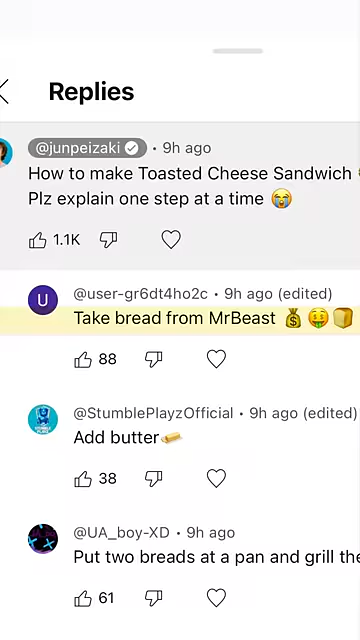 Replies
@junpeizaki • 9h ago
How to make Toasted Cheese Sandwich
Plz explain one step at a time 😭
1.1K
U
@user-gr6dt4ho2c • 9h ago (edited)
Take bread from MrBeast 💰🤑🍞
88
@StumblePlayzOfficial • 9h ago (edited)
Add butter🧈
38
@UA_boy-XD • 9h ago
Put two breads at a pan and grill the
61